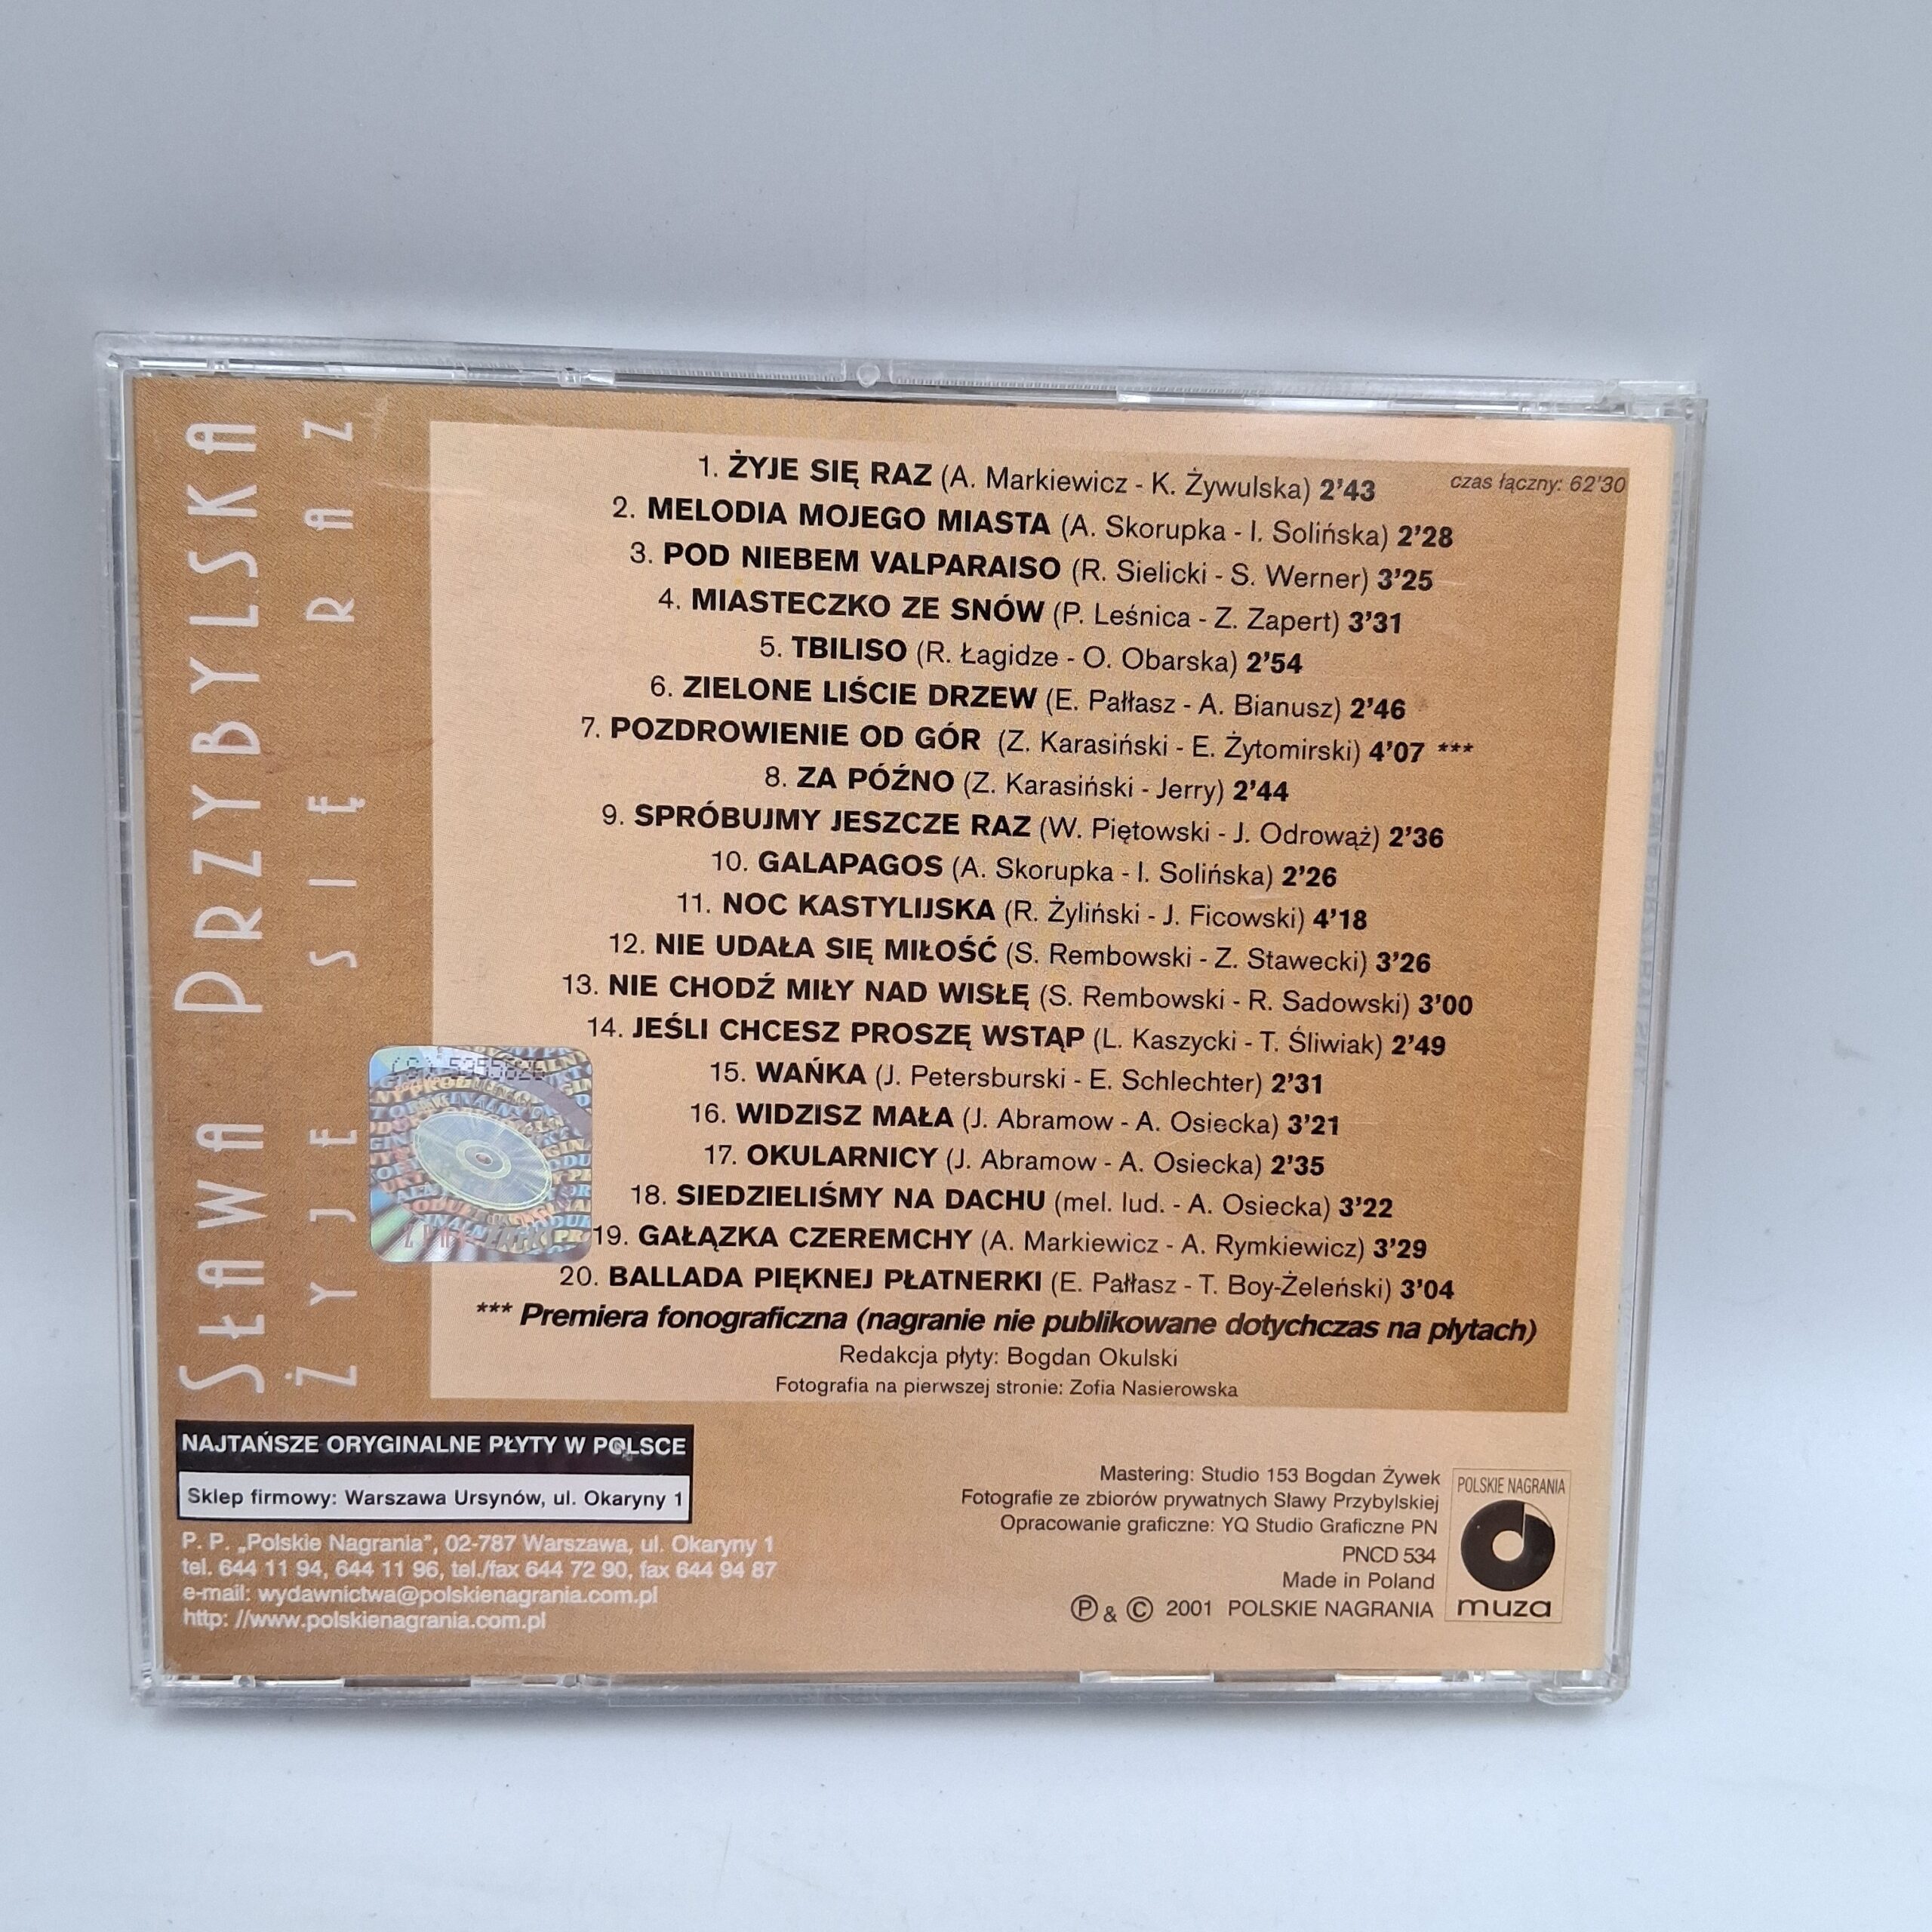 SŁAWA PRZYBYLSKA
ŻYJE SIĘ RAZ
1. ŻYJE SIĘ RAZ (A. Markiewicz - K. Żywulska) 2'43
czas łączny: 62'30
2. MELODIA MOJEGO MIASTA (A. Skorupka - I. Solińska) 2'28
3. POD NIEBEM VALPARAISO (R. Sielicki - S. Werner) 3'25
4. MIASTECZKO ZE SNÓW (P. Leśnica - Z. Zapert) 3'31
5. TBILISO (R. Łagidze - O. Obarska) 2'54
6. ZIELONE LIŚCIE DRZEW (E. Pałłasz - A. Bianusz) 2'46
7. POZDROWIENIE OD GÓR (Z. Karasiński - E. Żytomirski) 4'07 ***
8. ZA PÓŹNO (Z. Karasiński - Jerry) 2'44
9. SPRÓBUJMY JESZCZE RAZ (W. Piętowski - J. Odrowąż) 2'36
10. GALAPAGOS (A. Skorupka - I. Solińska) 2'26
11. NOC KASTYLIJSKA (R. Żyliński - J. Ficowski) 4'18
12. NIE UDAŁA SIĘ MIŁOŚĆ (S. Rembowski - Z. Stawecki) 3'26
13. NIE CHODŹ MIŁY NAD WISŁĘ (S. Rembowski - R. Sadowski) 3'00
14. JEŚLI CHCESZ PROSZĘ WSTĄP (L. Kaszycki - T. Śliwiak) 2'49
15. WAŃKA (J. Petersburski - E. Schlechter) 2'31
16. WIDZISZ MAŁA (J. Abramow - A. Osiecka) 3'21
17. OKULARNICY (J. Abramow - A. Osiecka) 2'35
18. SIEDZIELIŚMY NA DACHU (mel. lud. - A. Osiecka) 3'22
19. GAŁĄZKA CZEREMCHY (A. Markiewicz - A. Rymkiewicz) 3'29
20. BALLADA PIĘKNEJ PŁATNERKI (E. Pałłasz - T. Boy-Żeleński) 3'04
*** Premiera fonograficzna (nagranie nie publikowane dotychczas na płytach)
Redakcja płyty: Bogdan Okulski
Fotografia na pierwszej stronie: Zofia Nasierowska
NAJTAŃSZE ORYGINALNE PŁYTY W POLSCE
Sklep firmowy: Warszawa Ursynów, ul. Okaryny 1
P. P. „Polskie Nagrania”, 02-787 Warszawa, ul. Okaryny 1
tel. 644 11 94, 644 11 96, tel./fax 644 72 90, fax 644 94 87
e-mail: wydawnictwa@polskienagrania.com.pl
http: //www.polskienagrania.com.pl
Mastering: Studio 153 Bogdan Żywek
Fotografie ze zbiorów prywatnych Sławy Przybylskiej
Opracowanie graficzne: YQ Studio Graficzne PN
PNCD 534
Made in Poland
Ⓟ & © 2001 POLSKIE NAGRANIA
POLSKIE NAGRANIA
muza